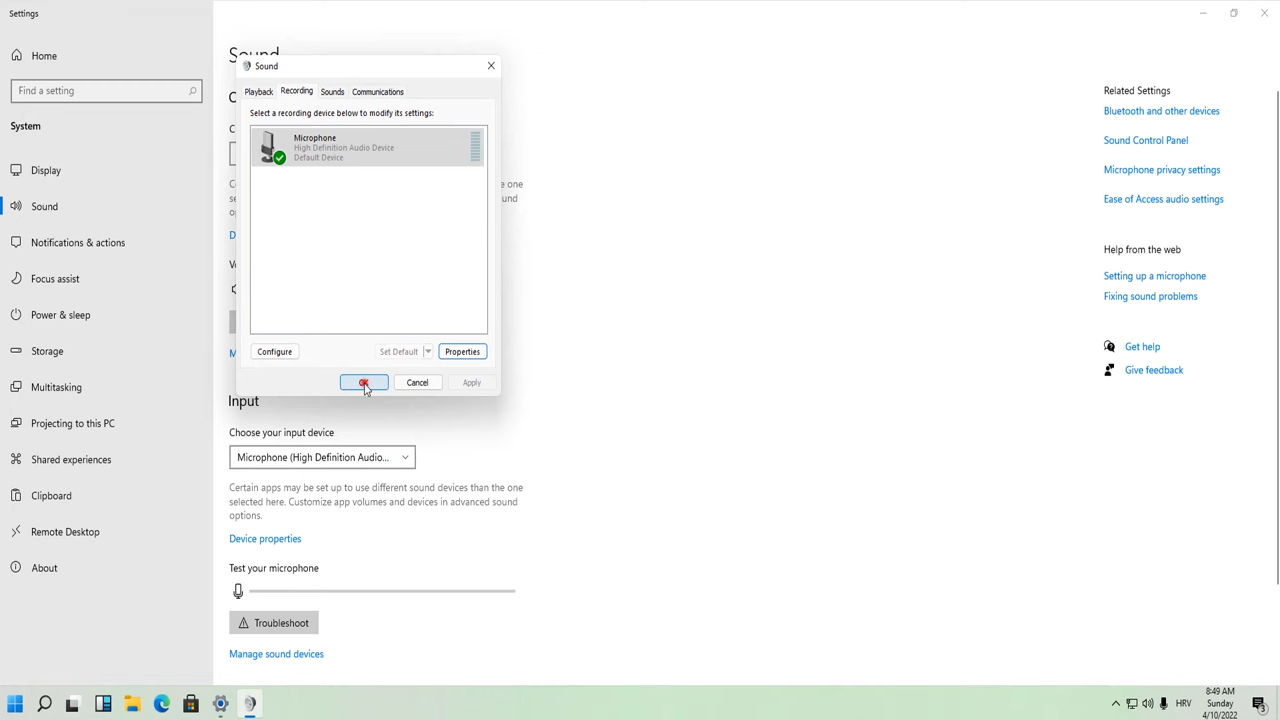 Settings
Home
Find a setting
System
Display
Sound
Notifications & actions
Focus assist
Power & sleep
Storage
Multitasking
Projecting to this PC
Shared experiences
Clipboard
Remote Desktop
About
Sound
Sound
Playback
Recording
Sounds
Communications
Select a recording device below to modify its settings:
Microphone
High Definition Audio Device
Default Device
Configure
Set Default
Properties
OK
Cancel
Apply
Input
Choose your input device
Microphone (High Definition Audio...
Certain apps may be set up to use different sound devices than the
one selected here. Customize app volumes and devices in advanced sound
options.
Device properties
Test your microphone
Troubleshoot
Manage sound devices
Related Settings
Bluetooth and other devices
Sound Control Panel
Microphone privacy settings
Ease of Access audio settings
Help from the web
Setting up a microphone
Fixing sound problems
Get help
Give feedback
HRV
8:49 AM
Sunday
4/10/2022
3